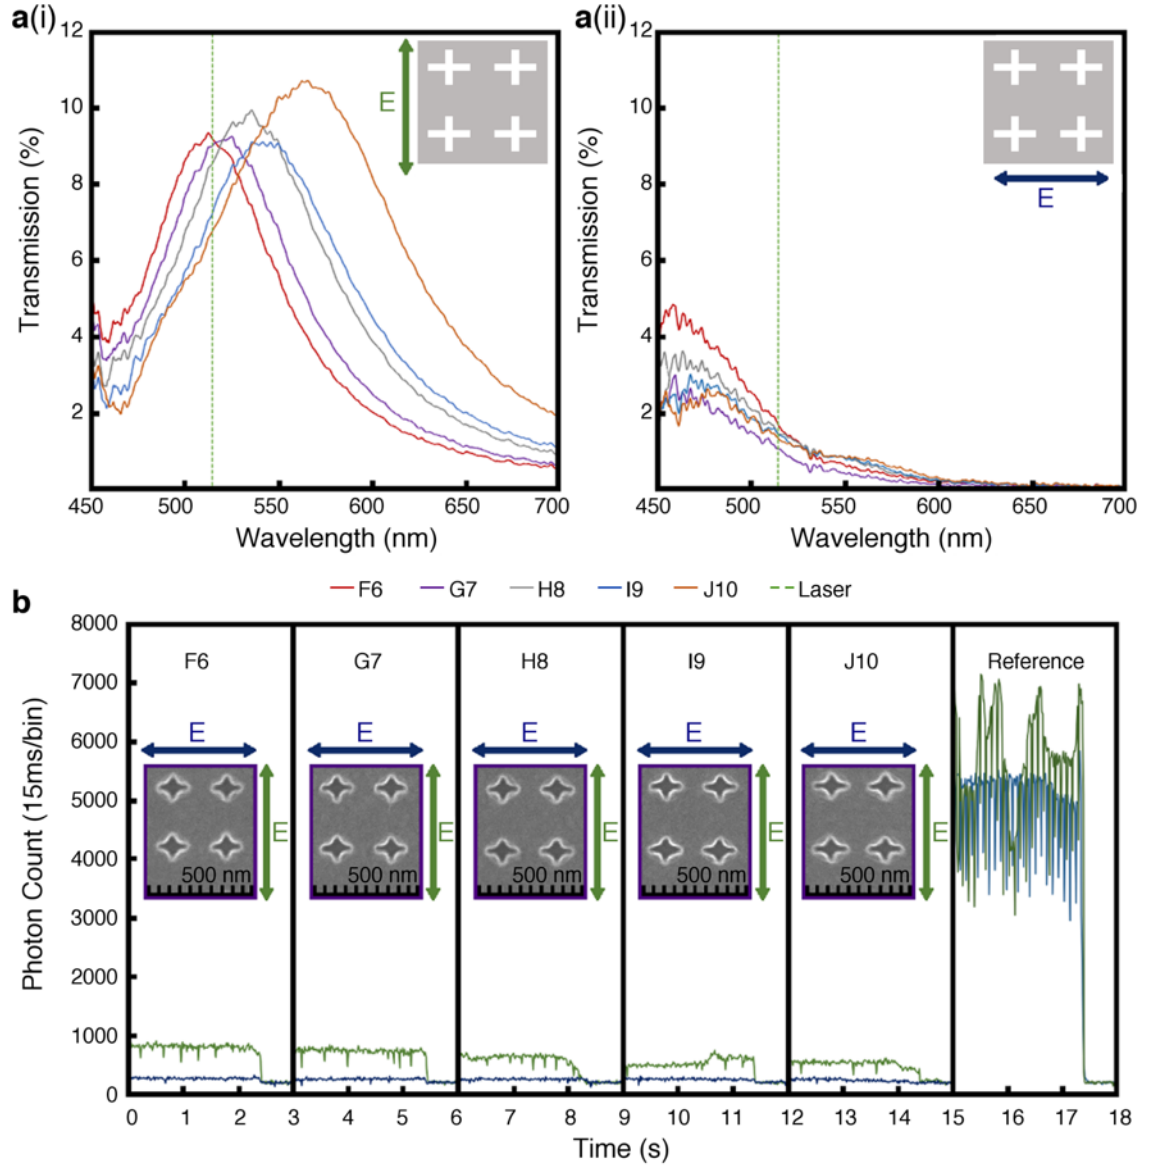 a(i)
12
10
8
6
4
2
Transmission (%)
E
450 500 550 600 650 700
Wavelength (nm)
a(ii)
12
10
8
6
4
2
Transmission (%)
E
450 500 550 600 650 700
Wavelength (nm)
F6 G7 H8 I9 J10 Laser
b
8000
7000
6000
5000
4000
3000
2000
1000
0
Photon Count (15ms/bin)
F6 G7 H8 I9 J10 Reference
E E E E E
E E E E E
500 nm 500 nm 500 nm 500 nm 500 nm
0 1 2 3 4 5 6 7 8 9 10 11 12 13 14 15 16 17 18
Time (s)